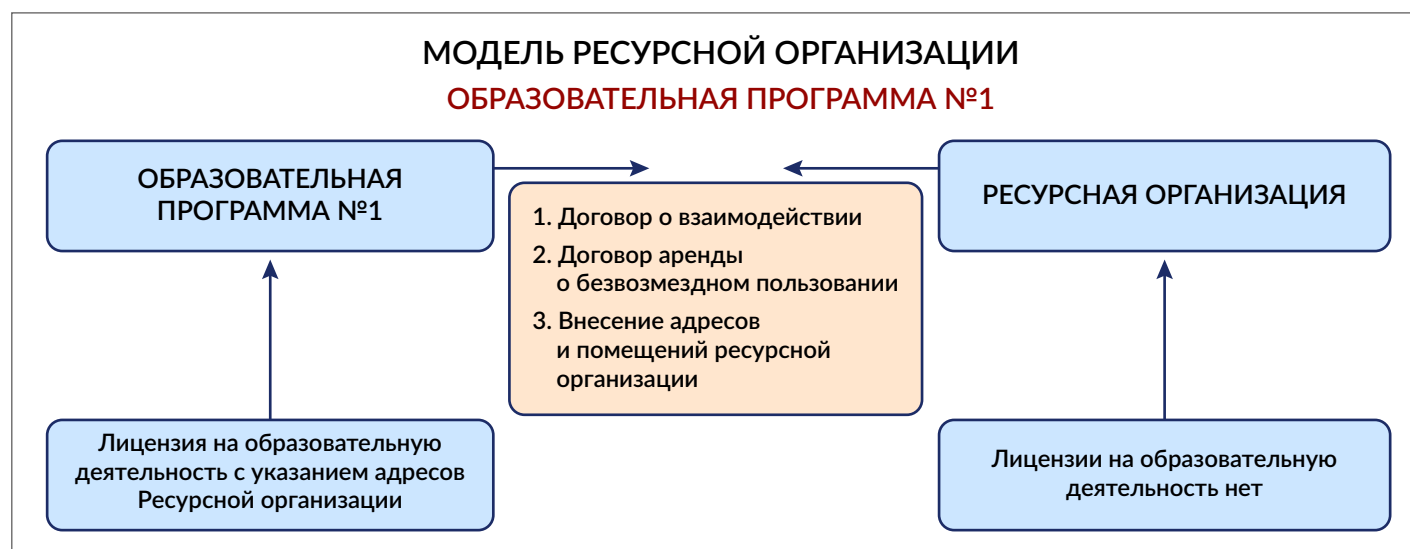 МОДЕЛЬ РЕСУРСНОЙ ОРГАНИЗАЦИИ
ОБРАЗОВАТЕЛЬНАЯ ПРОГРАММА №1
ОБРАЗОВАТЕЛЬНАЯ
ПРОГРАММА №1
1. Договор о взаимодействии
2. Договор аренды
о безвозмездном пользовании
3. Внесение адресов
и помещений ресурсной
организации
РЕСУРСНАЯ ОРГАНИЗАЦИЯ
Лицензия на образовательную
деятельность с указанием адресов
Ресурсной организации
Лицензии на образовательную
деятельность нет